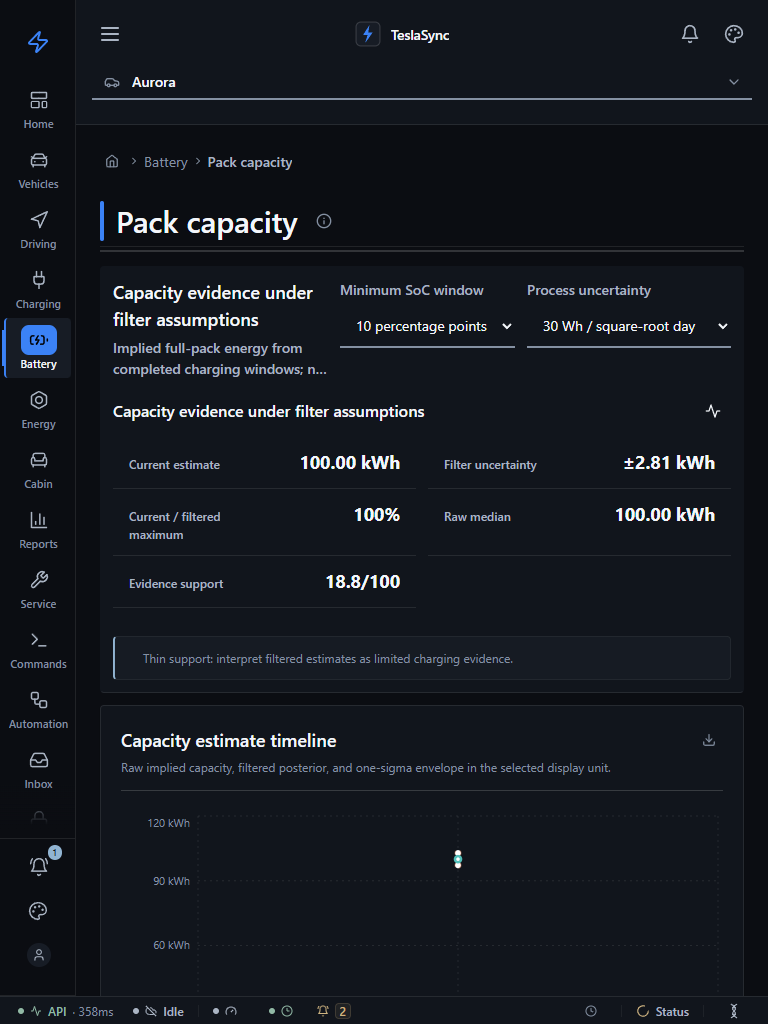 TeslaSync
Aurora
Home
Vehicles
Driving
Charging
Battery
Energy
Cabin
Reports
Service
Commands
Automation
Inbox
1
Battery
Pack capacity
Pack capacity
Capacity evidence under
filter assumptions
Implied full-pack energy from
completed charging windows; n...
Minimum SoC window
10 percentage points
Process uncertainty
30 Wh / square-root day
Capacity evidence under filter assumptions
Current estimate
100.00 kWh
Filter uncertainty
±2.81 kWh
Current / filtered
maximum
100%
Raw median
100.00 kWh
Evidence support
18.8/100
Thin support: interpret filtered estimates as limited charging evidence.
Capacity estimate timeline
Raw implied capacity, filtered posterior, and one-sigma envelope in the selected display unit.
120 kWh
90 kWh
60 kWh
API · 358ms
Idle
2
Status